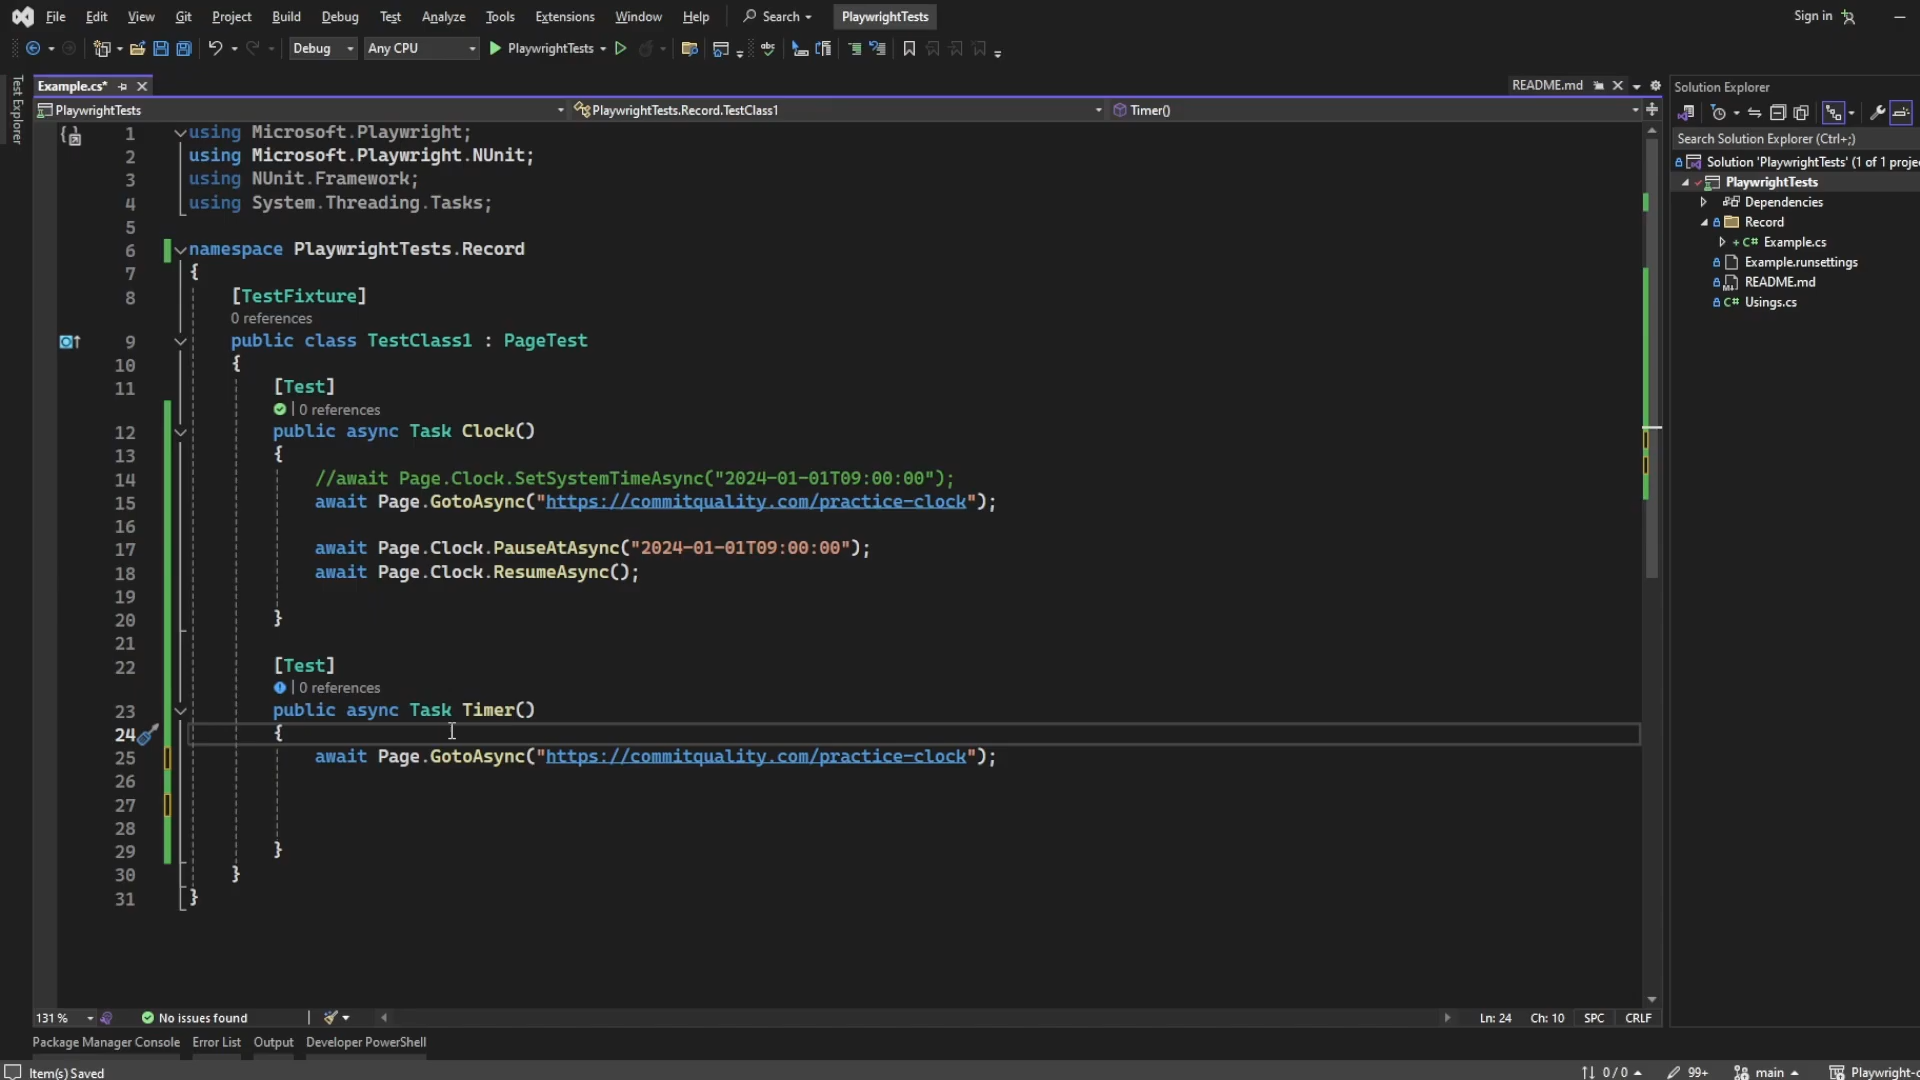 File Edit View Git Project Build Debug Test Analyze Tools Extensions Window Help Search PlaywrightTests Sign in
Debug Any CPU PlaywrightTests
Test Explorer
Example.cs* README.md
PlaywrightTests PlaywrightTests.Record.TestClass1 Timer()
1 using Microsoft.Playwright;
2 using Microsoft.Playwright.NUnit;
3 using NUnit.Framework;
4 using System.Threading.Tasks;
5
6 namespace PlaywrightTests.Record
7 {
8 [TestFixture]
0 references
9 public class TestClass1 : PageTest
10 {
11 [Test]
0 references
12 public async Task Clock()
13 {
14 //await Page.Clock.SetSystemTimeAsync("2024-01-01T09:00:00");
15 await Page.GotoAsync("https://commitquality.com/practice-clock");
16
17 await Page.Clock.PauseAtAsync("2024-01-01T09:00:00");
18 await Page.Clock.ResumeAsync();
19
20 }
21
22 [Test]
0 references
23 public async Task Timer()
24 {
25 await Page.GotoAsync("https://commitquality.com/practice-clock");
26
27
28
29 }
30 }
31 }
Solution Explorer
Search Solution Explorer (Ctrl+;)
Solution 'PlaywrightTests' (1 of 1 proje
PlaywrightTests
Dependencies
Record
C# Example.cs
Example.runsettings
README.md
C# Usings.cs
131 % No issues found Ln: 24 Ch: 10 SPC CRLF
Package Manager Console Error List Output Developer PowerShell
Item(s) Saved 0 / 0 99+ main Playwright-c